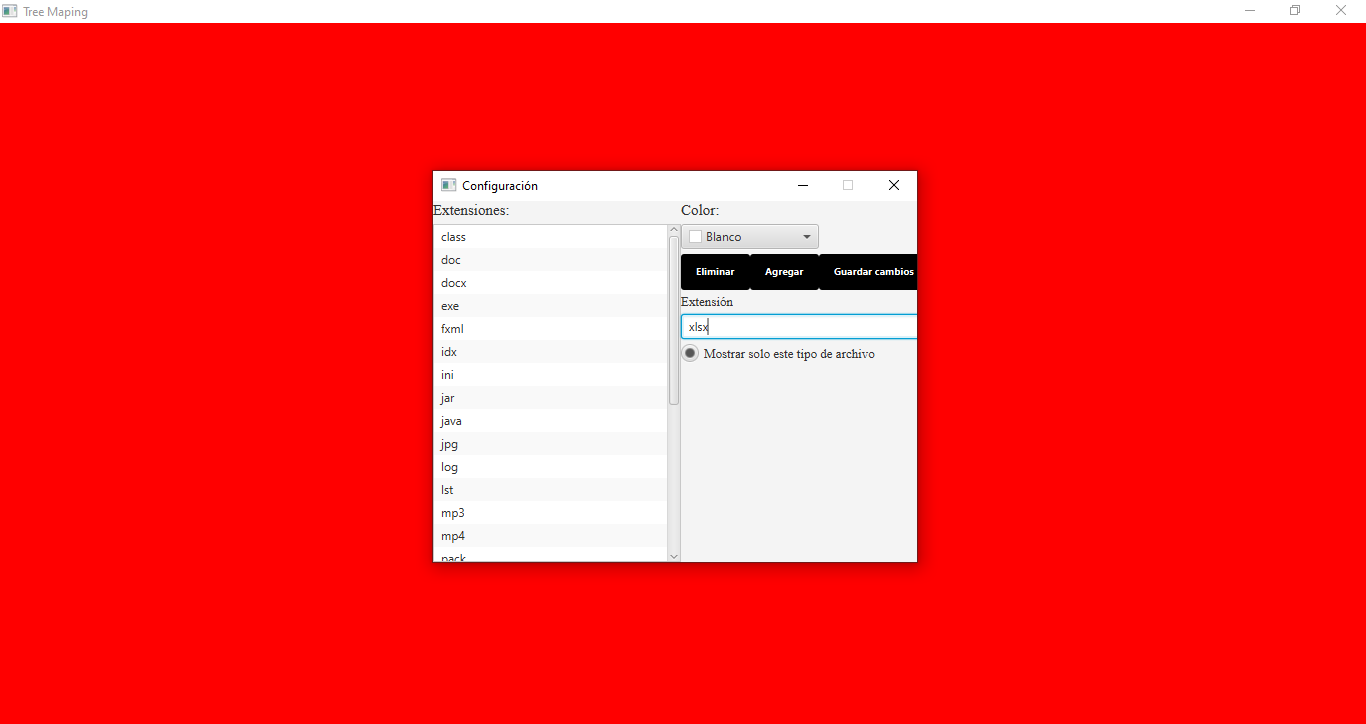 Tree Maping
Configuración
Extensiones:
class
doc
docx
exe
fxml
idx
ini
jar
java
jpg
log
lst
mp3
mp4
pack
Color:
Blanco
Eliminar Agregar Guardar cambios
Extensión
xlsx
Mostrar solo este tipo de archivo